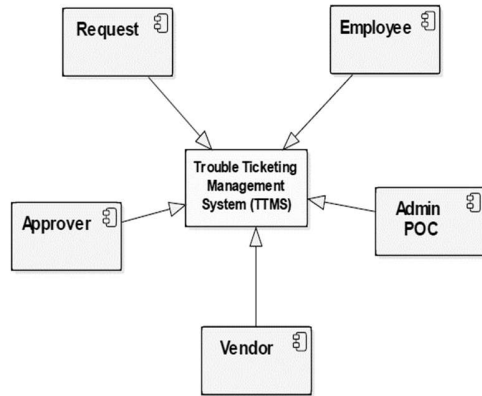 Request
Employee
Trouble Ticketing
Management
System (TTMS)
Approver
Admin
POC
Vendor